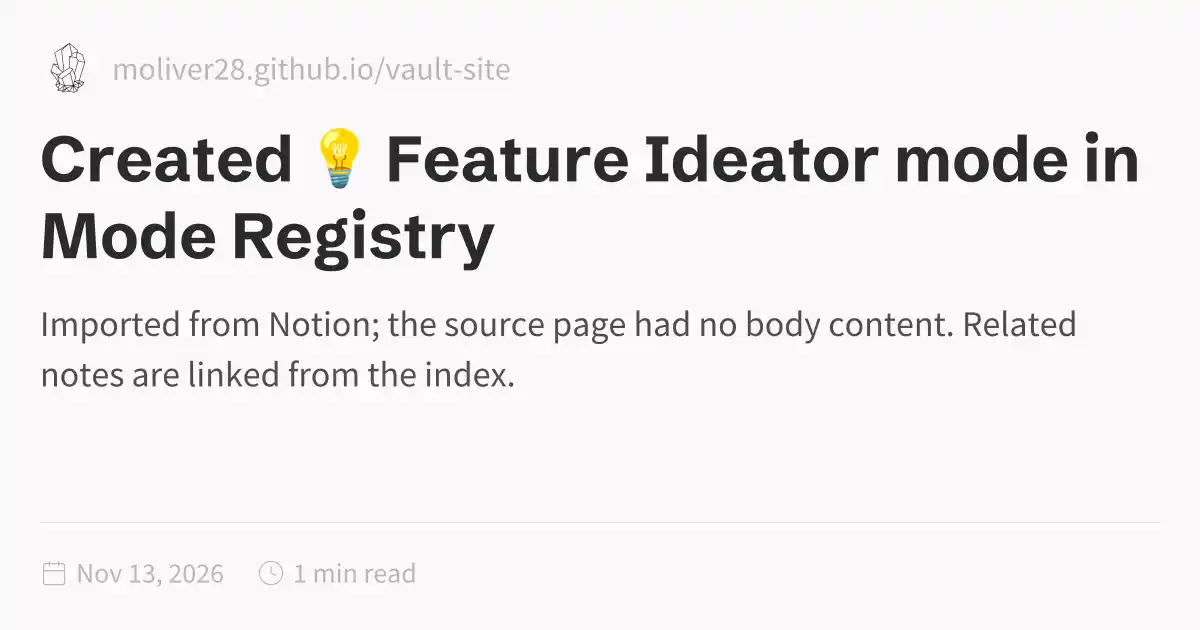 moliver28.github.io/vault-site
Created 💡 Feature Ideator mode in
Mode Registry
Imported from Notion; the source page had no body content. Related
notes are linked from the index.
Nov 13, 2026 1 min read